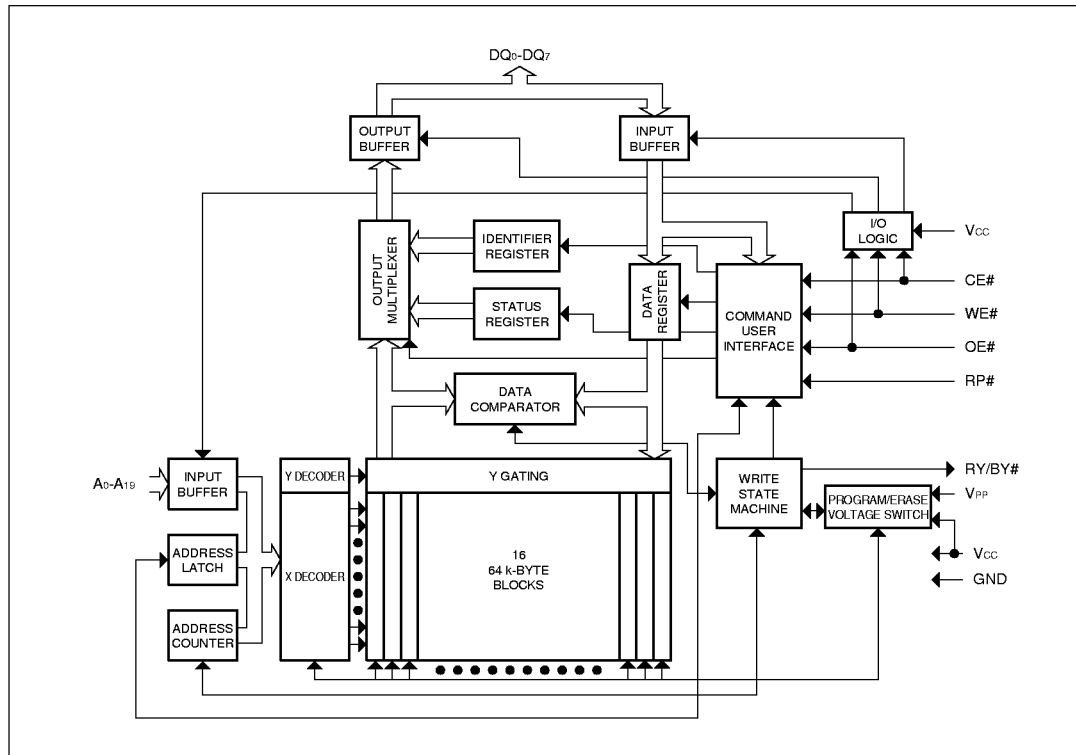 DQ0-DQ7
OUTPUT
BUFFER
INPUT
BUFFER
I/O
LOGIC
VCC
OUTPUT
MULTIPLEXER
IDENTIFIER
REGISTER
STATUS
REGISTER
DATA
REGISTER
COMMAND
USER
INTERFACE
CE#
WE#
OE#
RP#
DATA
COMPARATOR
A0-A19
INPUT
BUFFER
Y DECODER
Y GATING
WRITE
STATE
MACHINE
RY/BY#
PROGRAM/ERASE
VOLTAGE SWITCH
VPP
VCC
GND
ADDRESS
LATCH
X DECODER
16
64 k-BYTE
BLOCKS
ADDRESS
COUNTER